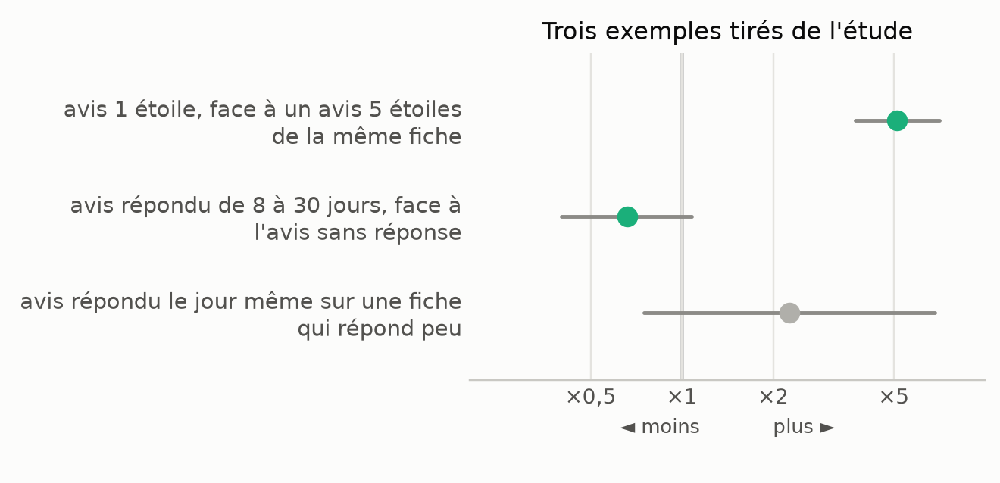 Trois exemples tirés de l'étude
avis 1 étoile, face à un avis 5 étoiles
de la même fiche
avis répondu de 8 à 30 jours, face à
l'avis sans réponse
avis répondu le jour même sur une fiche
qui répond peu
×0,5 ×1 ×2 ×5
◄ moins plus ►